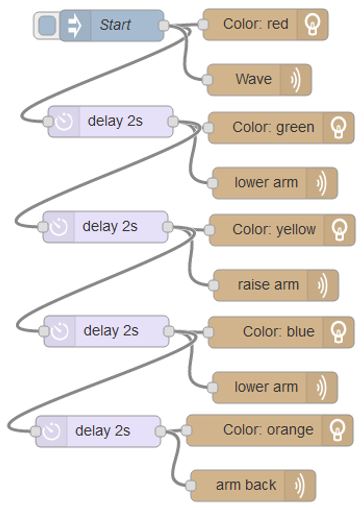 Start
Color: red
Wave
delay 2s
Color: green
lower arm
delay 2s
Color: yellow
raise arm
delay 2s
Color: blue
lower arm
delay 2s
Color: orange
arm back